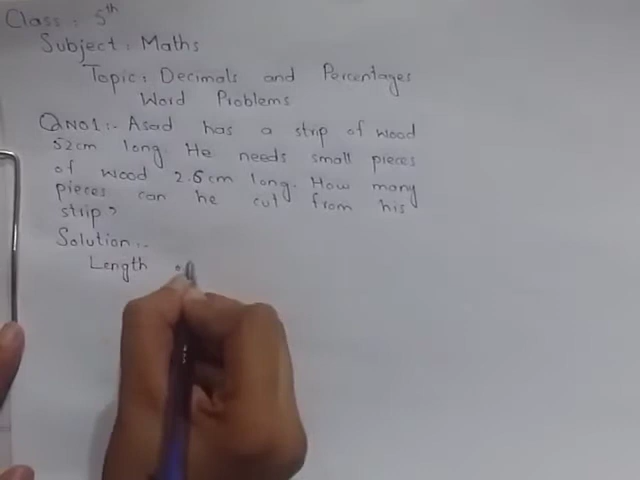 Class : 5th
Subject : Maths
Topic : Decimals and Percentages
Word Problems
QNO1:- Asad has a strip of wood
52cm long. He needs small pieces
of wood 2.6cm long. How many
pieces can he cut from his
strip?
Solution:-
Length o